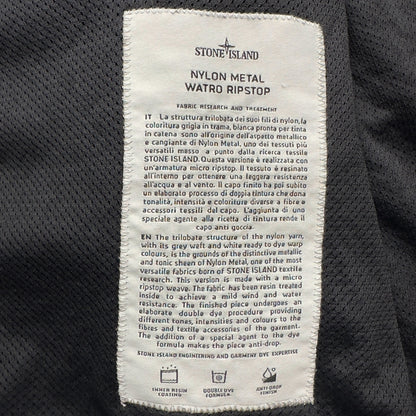 STONE ISLAND
NYLON METAL
WATRO RIPSTOP
FABRIC RESEARCH AND TREATMENT
IT La struttura trilobata dei suoi fili di nylon, la
coloritura grigia in trama, bianca pronta per tinta
in catena sono all'origine dell'aspetto metallico
e cangiante di Nylon Metal, uno dei tessuti più
versatili messo a punto dalla ricerca tessile
STONE ISLAND. Questa versione è realizzata con
un'armatura micro ripstop. Il tessuto è resinato
all'interno per ottenere una leggera resistenza
all'acqua e al vento. Il capo finito ha poi subito
un elaborato processo di doppia tintura che dona
tonalità, intensità e coloriture diverse a fibre e
accessori tessili del capo. L'aggiunta di uno
speciale agente alla ricetta di tintura rende il
capo anti goccia.
EN The trilobate structure of the nylon yarn,
with its grey weft and white ready to dye warp
colours, is the grounds of the distinctive metallic
and tonic sheen of Nylon Metal, one of the most
versatile fabrics born of STONE ISLAND textile
research. This version is made with a micro
ripstop weave. The fabric has been resin treated
inside to achieve a mild wind and water
resistance. The finished piece undergoes an
elaborate double dye procedure providing
different tones, intensities and colours to the
fibres and textile accessories of the garment.
The addition of a special agent to the dye
formula makes the piece anti-drop.
STONE ISLAND ENGINEERING AND GARMENT DYE EXPERTISE
INNER RESIN
COATING
DOUBLE DYE
FORMULA
ANTI-DROP
FINISH